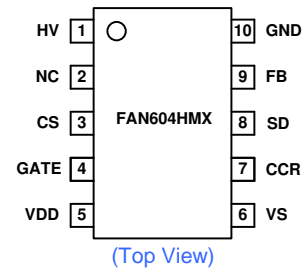 HV 1 10 GND
NC 2 9 FB
CS 3 FAN604HMX 8 SD
GATE 4 7 CCR
VDD 5 6 VS
(Top View)